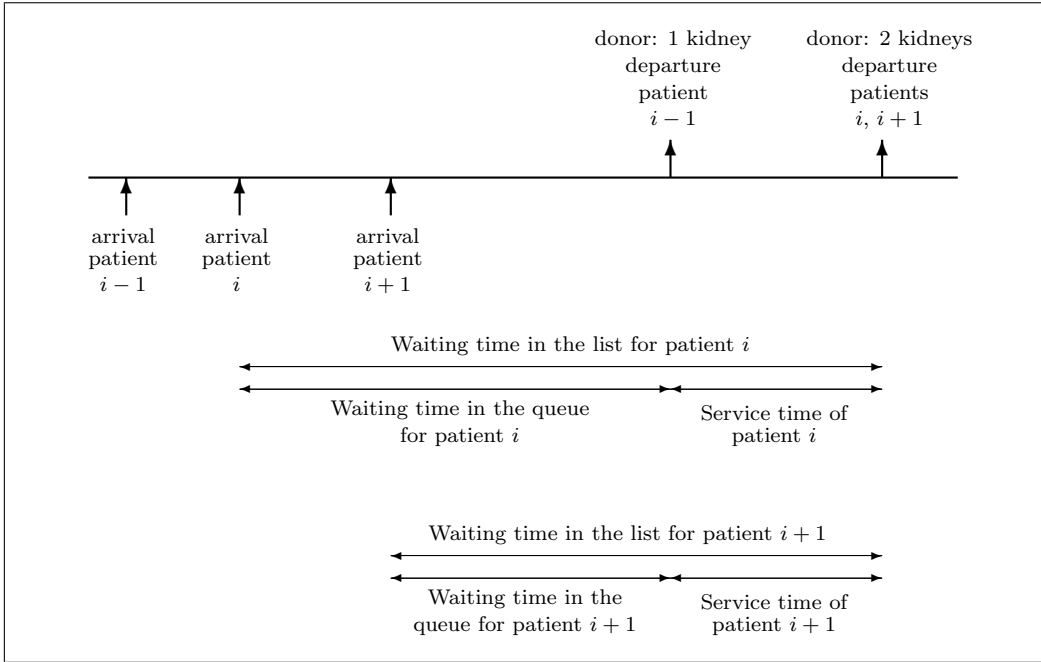 donor: 1 kidney
departure
patient
i − 1
donor: 2 kidneys
departure
patients
i, i + 1
arrival
patient
i − 1
arrival
patient
i
arrival
patient
i + 1
Waiting time in the list for patient i
Waiting time in the queue
for patient i
Service time of
patient i
Waiting time in the list for patient i + 1
Waiting time in the
queue for patient i + 1
Service time of
patient i + 1